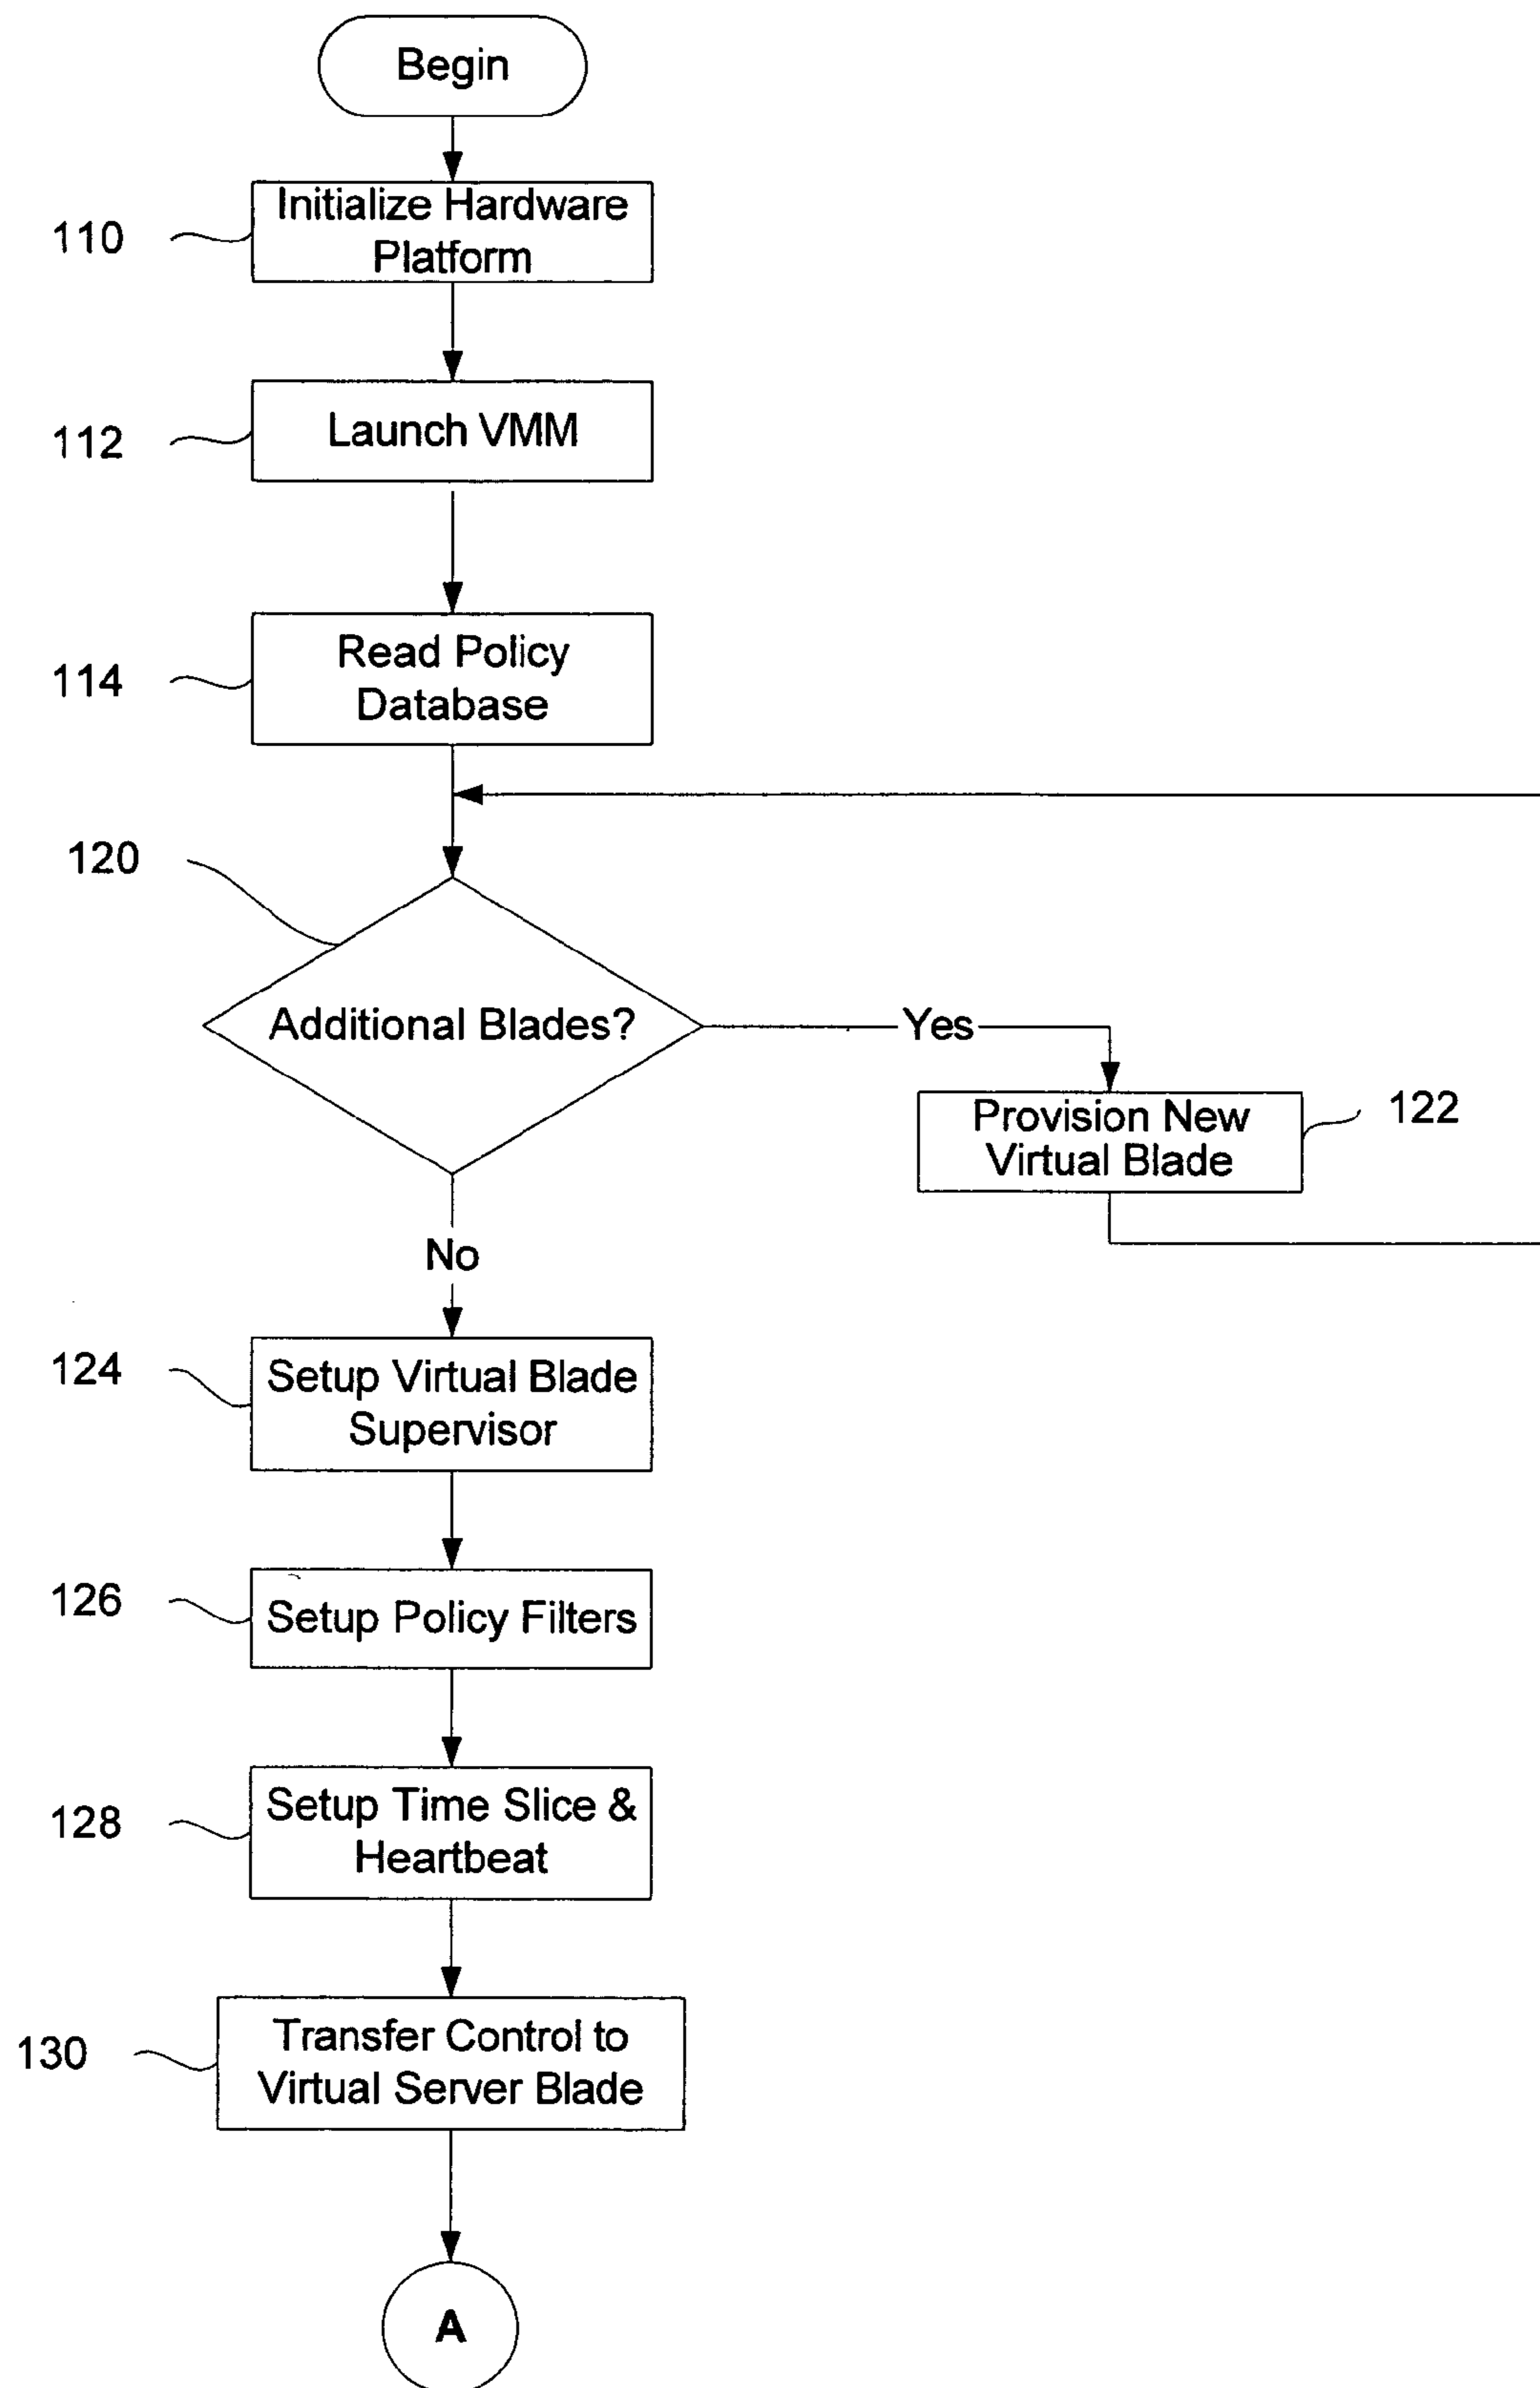 Begin
110
Initialize Hardware
Platform
112
Launch VMM
114
Read Policy
Database
120
Additional Blades?
Yes
Provision New
Virtual Blade
122
No
124
Setup Virtual Blade
Supervisor
126
Setup Policy Filters
128
Setup Time Slice &
Heartbeat
130
Transfer Control to
Virtual Server Blade
A